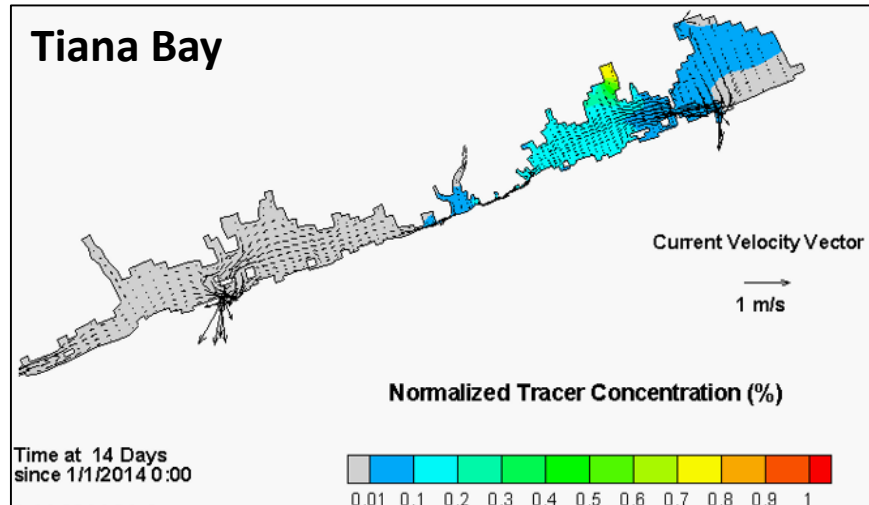 Tiana Bay
Current Velocity Vector
1 m/s
Normalized Tracer Concentration (%)
Time at 14 Days
since 1/1/2014 0:00
0.01 0.1 0.2 0.3 0.4 0.5 0.6 0.7 0.8 0.9 1